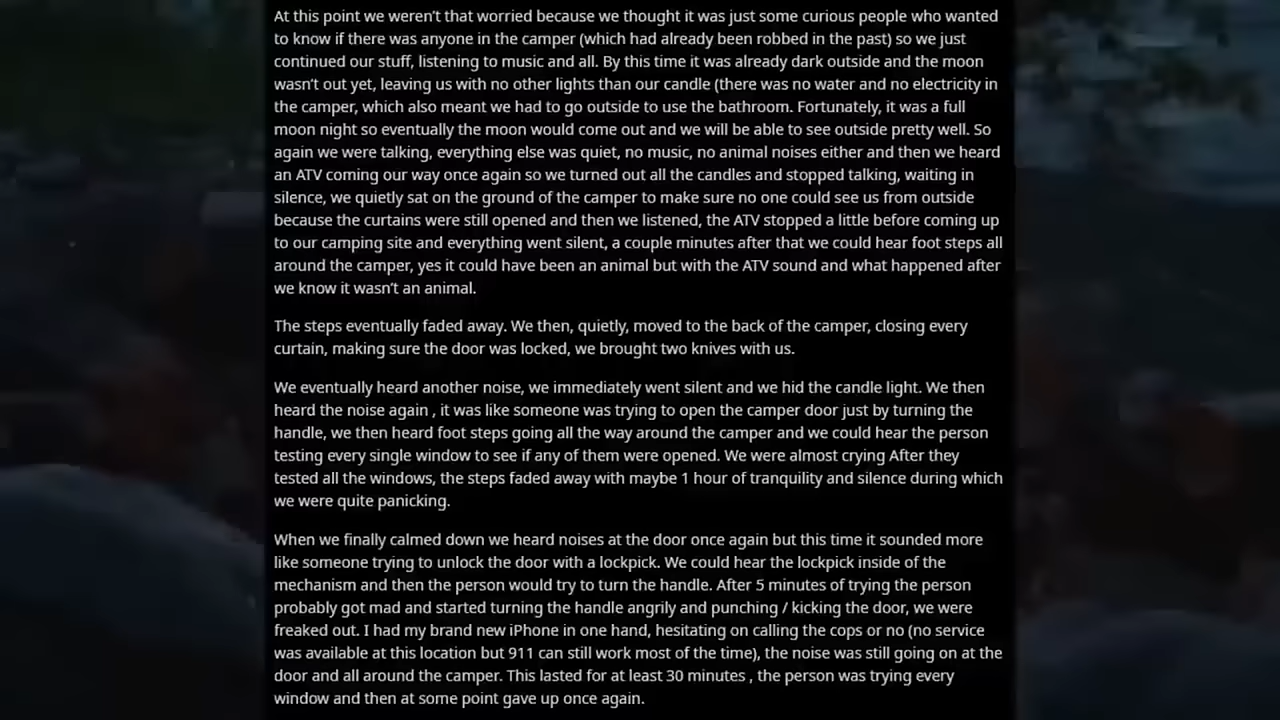 At this point we weren’t that worried because we thought it was just some curious people who wanted
to know if there was anyone in the camper (which had already been robbed in the past) so we just
continued our stuff, listening to music and all. By this time it was already dark outside and the moon
wasn’t out yet, leaving us with no other lights than our candle (there was no water and no electricity in
the camper, which also meant we had to go outside to use the bathroom. Fortunately, it was a full
moon night so eventually the moon would come out and we will be able to see outside pretty well. So
again we were talking, everything else was quiet, no music, no animal noises either and then we heard
an ATV coming our way once again so we turned out all the candles and stopped talking, waiting in
silence, we quietly sat on the ground of the camper to make sure no one could see us from outside
because the curtains were still opened and then we listened, the ATV stopped a little before coming up
to our camping site and everything went silent, a couple minutes after that we could hear foot steps all
around the camper, yes it could have been an animal but with the ATV sound and what happened after
we know it wasn’t an animal.
The steps eventually faded away. We then, quietly, moved to the back of the camper, closing every
curtain, making sure the door was locked, we brought two knives with us.
We eventually heard another noise, we immediately went silent and we hid the candle light. We then
heard the noise again , it was like someone was trying to open the camper door just by turning the
handle, we then heard foot steps going all the way around the camper and we could hear the person
testing every single window to see if any of them were opened. We were almost crying After they
tested all the windows, the steps faded away with maybe 1 hour of tranquility and silence during which
we were quite panicking.
When we finally calmed down we heard noises at the door once again but this time it sounded more
like someone trying to unlock the door with a lockpick. We could hear the lockpick inside of the
mechanism and then the person would try to turn the handle. After 5 minutes of trying the person
probably got mad and started turning the handle angrily and punching / kicking the door, we were
freaked out. I had my brand new iPhone in one hand, hesitating on calling the cops or no (no service
was available at this location but 911 can still work most of the time), the noise was still going on at the
door and all around the camper. This lasted for at least 30 minutes , the person was trying every
window and then at some point gave up once again.